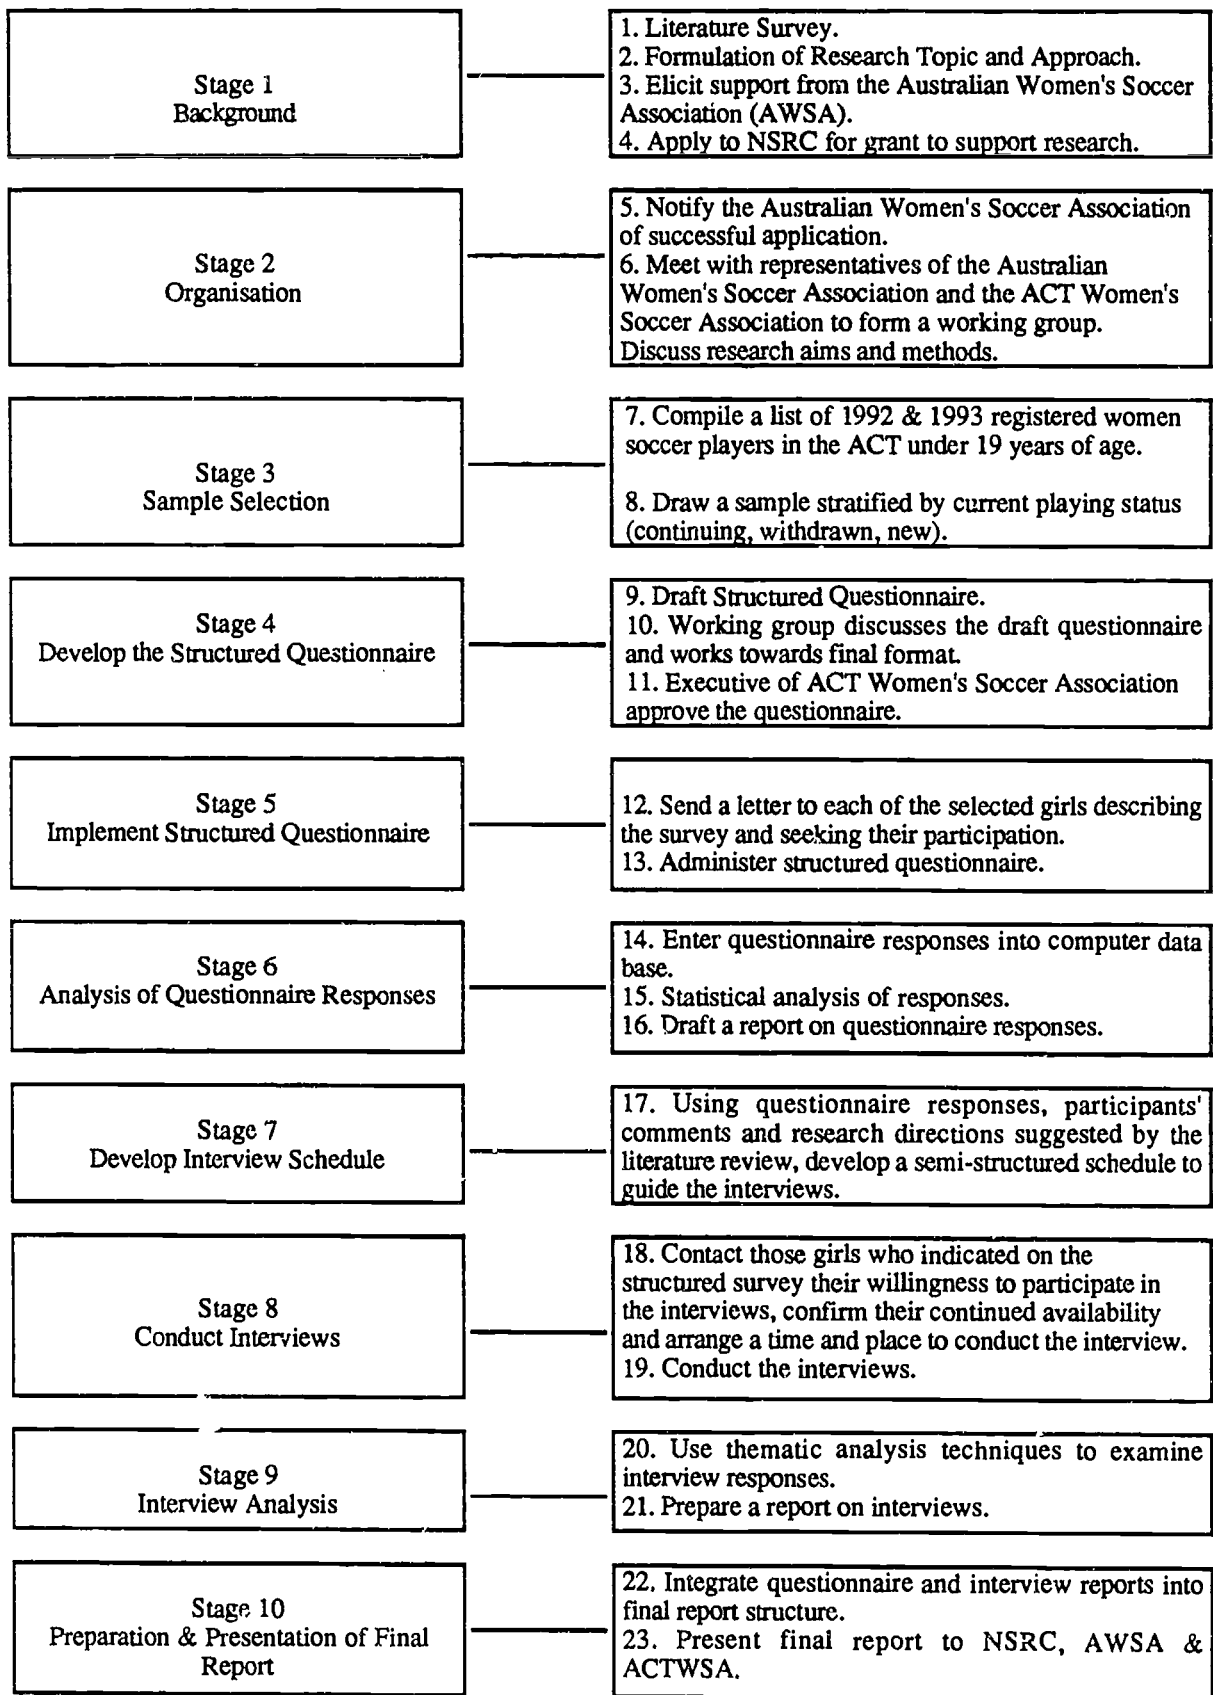 Stage 1
Background
1. Literature Survey.
2. Formulation of Research Topic and Approach.
3. Elicit support from the Australian Women's Soccer
Association (AWSA).
4. Apply to NSRC for grant to support research.
Stage 2
Organisation
5. Notify the Australian Women's Soccer Association
of successful application.
6. Meet with representatives of the Australian
Women's Soccer Association and the ACT Women's
Soccer Association to form a working group.
Discuss research aims and methods.
Stage 3
Sample Selection
7. Compile a list of 1992 & 1993 registered women
soccer players in the ACT under 19 years of age.
8. Draw a sample stratified by current playing status
(continuing, withdrawn, new).
Stage 4
Develop the Structured Questionnaire
9. Draft Structured Questionnaire.
10. Working group discusses the draft questionnaire
and works towards final format.
11. Executive of ACT Women's Soccer Association
approve the questionnaire.
Stage 5
Implement Structured Questionnaire
12. Send a letter to each of the selected girls describing
the survey and seeking their participation.
13. Administer structured questionnaire.
Stage 6
Analysis of Questionnaire Responses
14. Enter questionnaire responses into computer data
base.
15. Statistical analysis of responses.
16. Draft a report on questionnaire responses.
Stage 7
Develop Interview Schedule
17. Using questionnaire responses, participants'
comments and research directions suggested by the
literature review, develop a semi-structured schedule to
guide the interviews.
Stage 8
Conduct Interviews
18. Contact those girls who indicated on the
structured survey their willingness to participate in
the interviews, confirm their continued availability
and arrange a time and place to conduct the interview.
19. Conduct the interviews.
Stage 9
Interview Analysis
20. Use thematic analysis techniques to examine
interview responses.
21. Prepare a report on interviews.
Stage 10
Preparation & Presentation of Final
Report
22. Integrate questionnaire and interview reports into
final report structure.
23. Present final report to NSRC, AWSA &
ACTWSA.